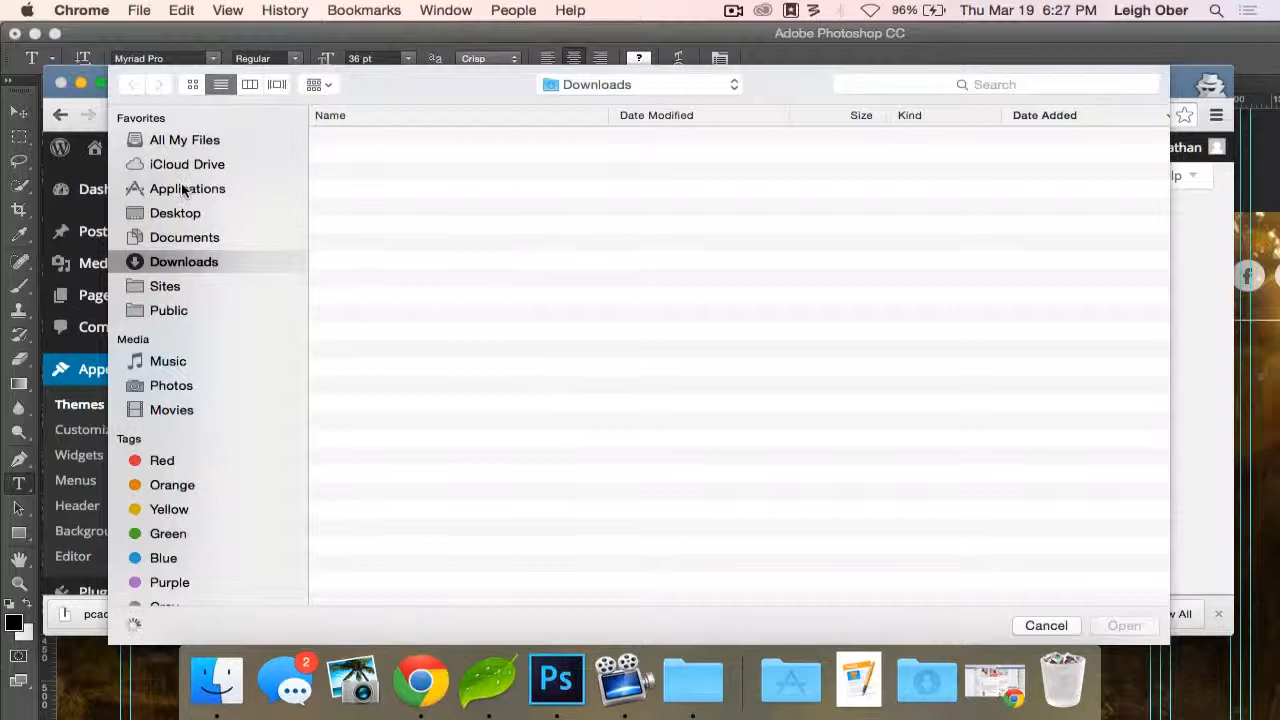 Chrome File Edit View History Bookmarks Window People Help 96% Thu Mar 19 6:27 PM Leigh Ober
Adobe Photoshop CC
T Myriad Pro Regular 36 pt aa Crisp ?
Downloads Search
Favorites Name Date Modified Size Kind Date Added
All My Files
iCloud Drive
Applications
Desktop
Documents
Downloads
Sites
Public
Media
Music
Photos
Movies
Tags
Red
Orange
Yellow
Green
Blue
Purple
Cancel Open
Dash
Post
Med
Page
Com
Appe
Themes
Customiz
Widgets
Menus
Header
Backgrou
Editor
Plug
pcad
athan
lp
w All
2
Ps